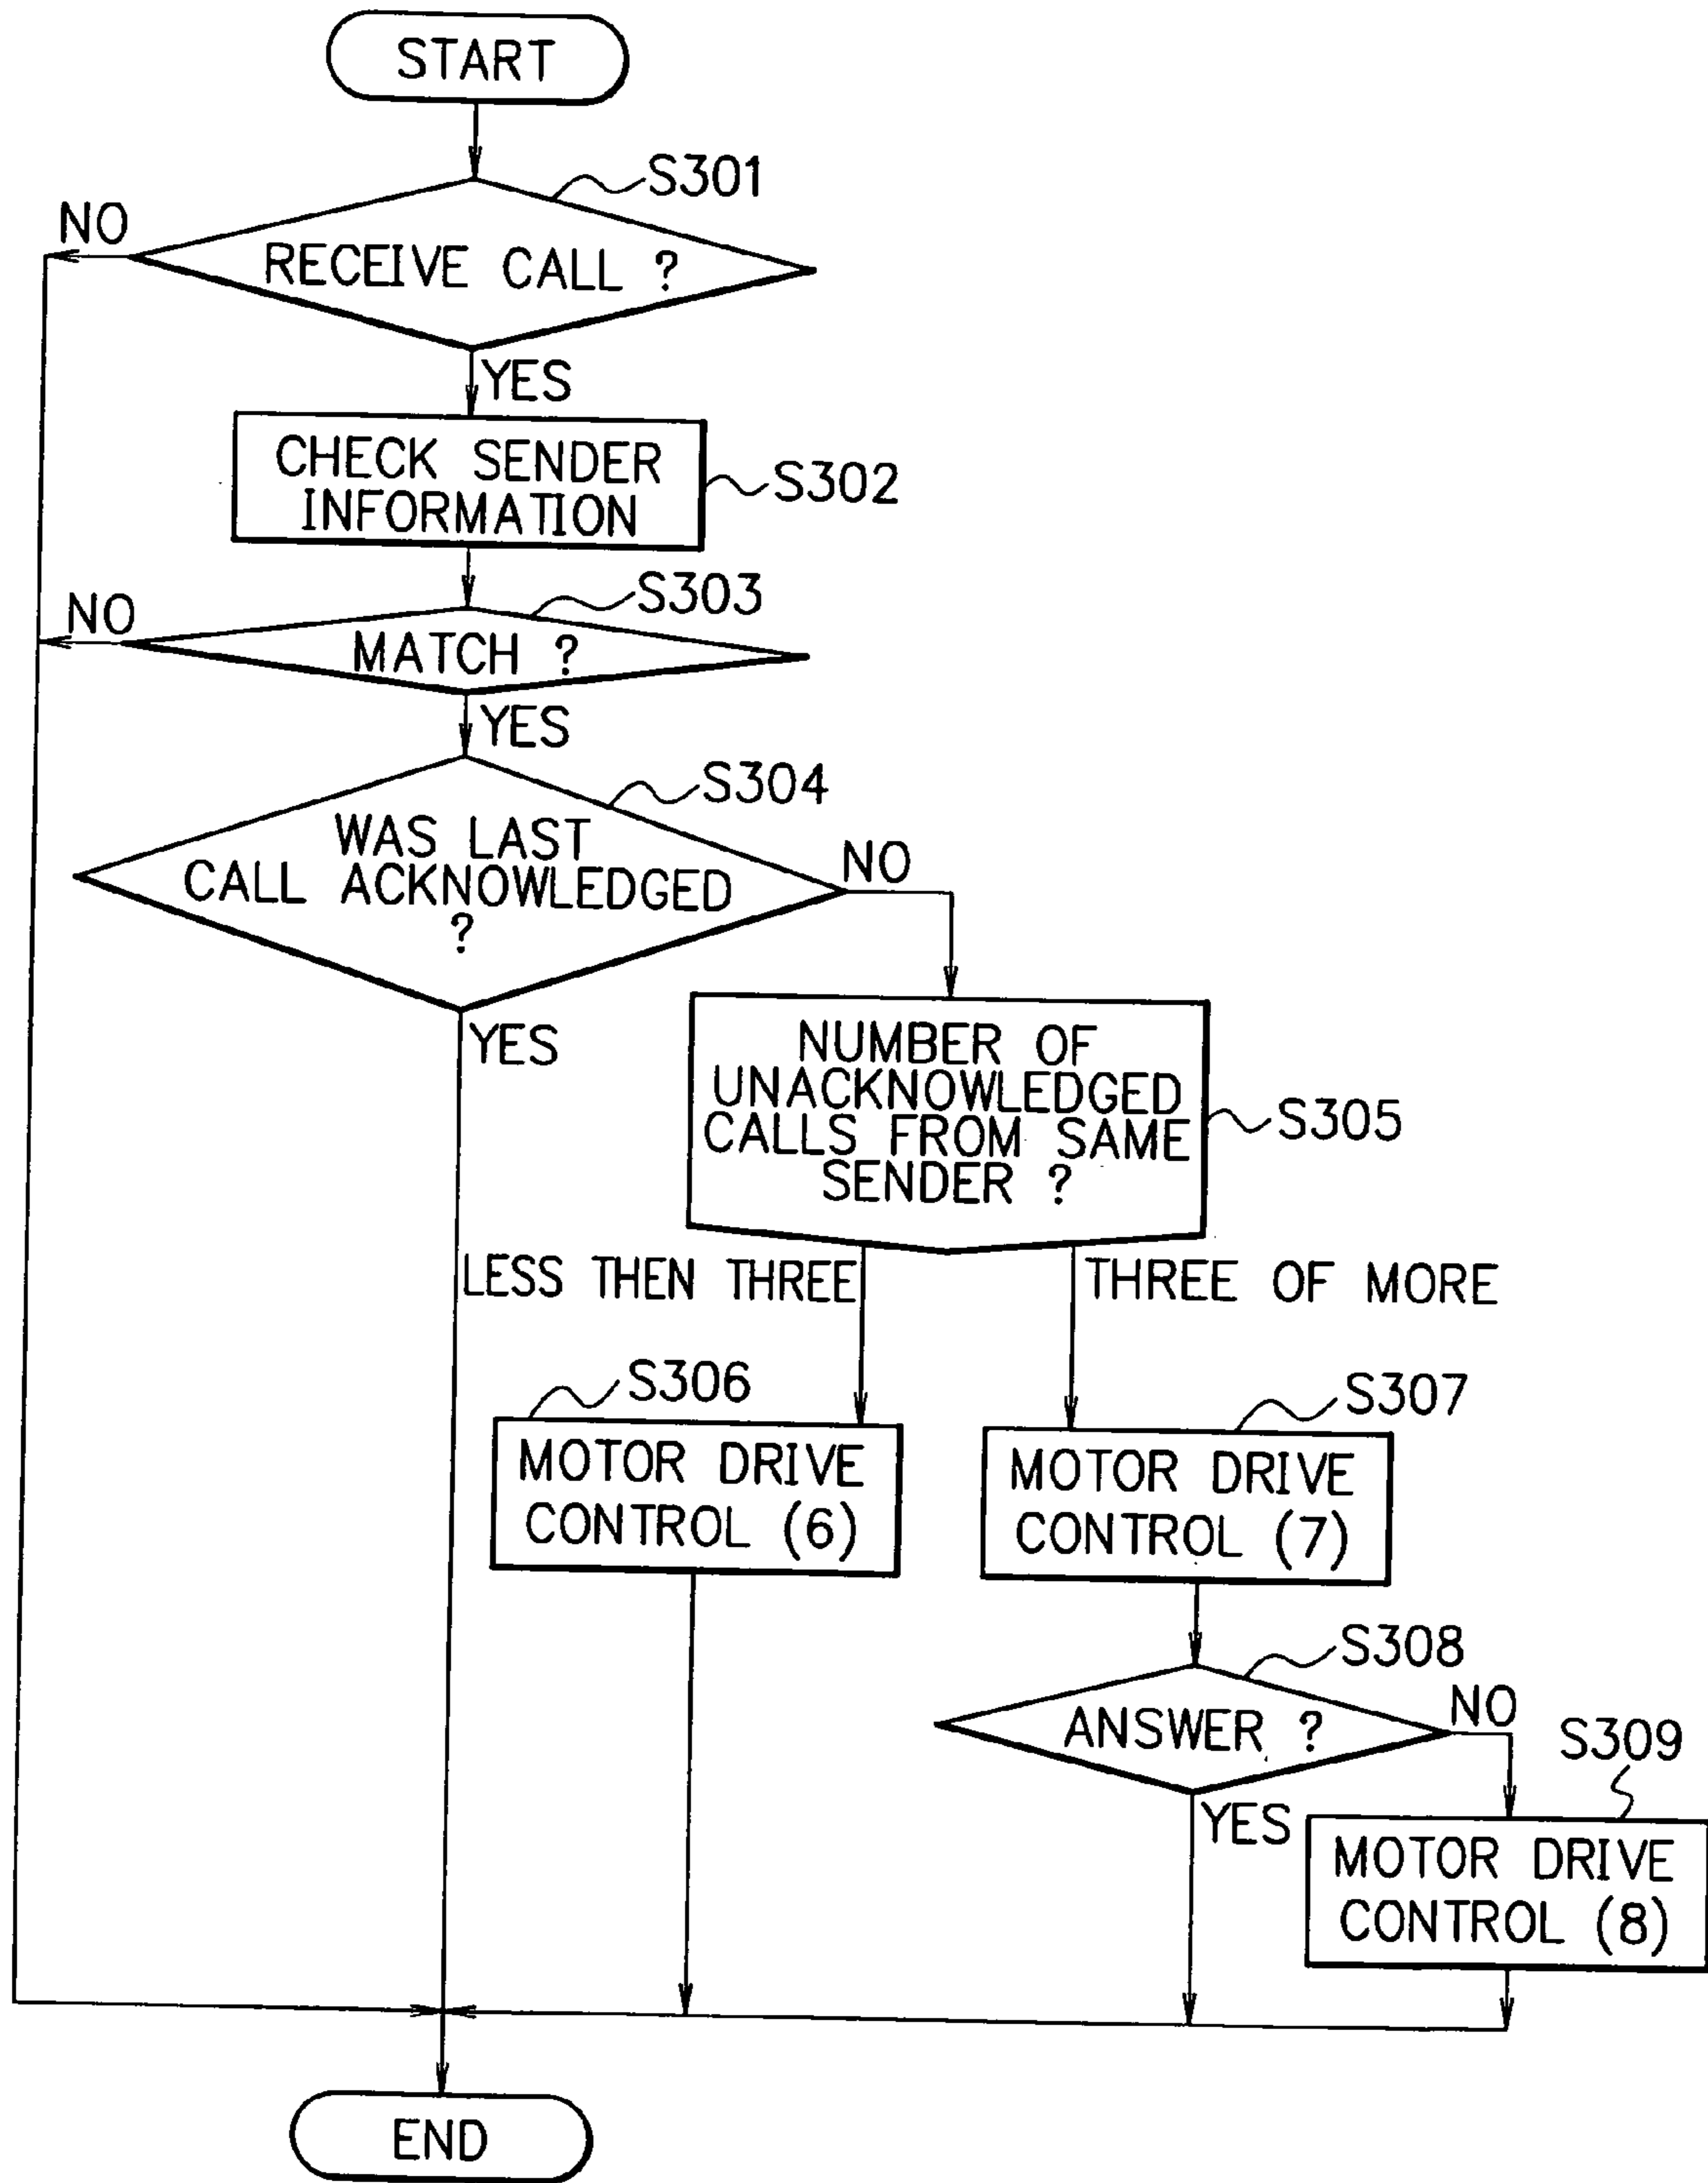 START
S301
NO
RECEIVE CALL ?
YES
CHECK SENDER
INFORMATION
S302
S303
NO
MATCH ?
YES
S304
WAS LAST
CALL ACKNOWLEDGED
?
NO
YES
NUMBER OF
UNACKNOWLEDGED
CALLS FROM SAME
SENDER ?
S305
LESS THEN THREE
THREE OF MORE
S306
MOTOR DRIVE
CONTROL (6)
S307
MOTOR DRIVE
CONTROL (7)
S308
ANSWER ?
NO
YES
S309
MOTOR DRIVE
CONTROL (8)
END